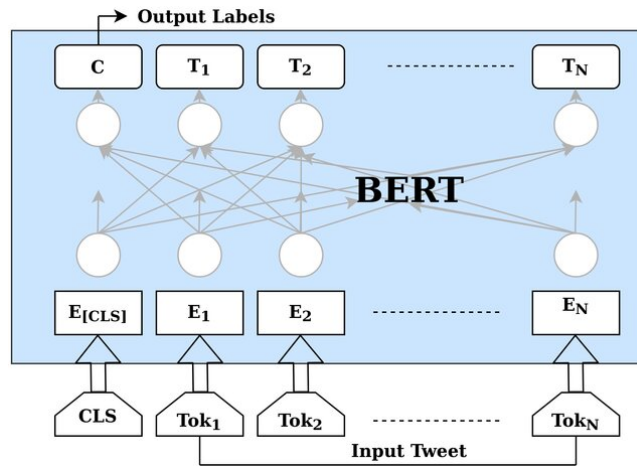 Output Labels
C T1 T2 TN
BERT
E[CLS] E1 E2 EN
CLS Tok1 Tok2 TokN
Input Tweet